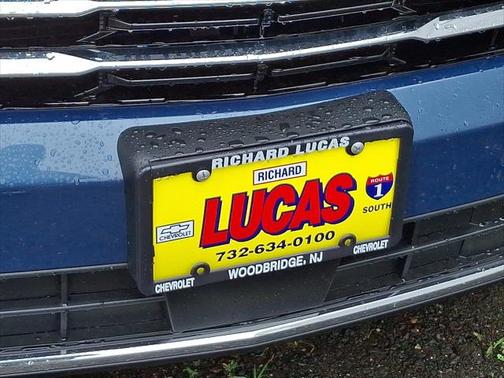 RICHARD LUCAS
RICHARD
LUCAS
ROUTE
1
SOUTH
CHEVROLET
732-634-0100
CHEVROLET
WOODBRIDGE, NJ
CHEVROLET